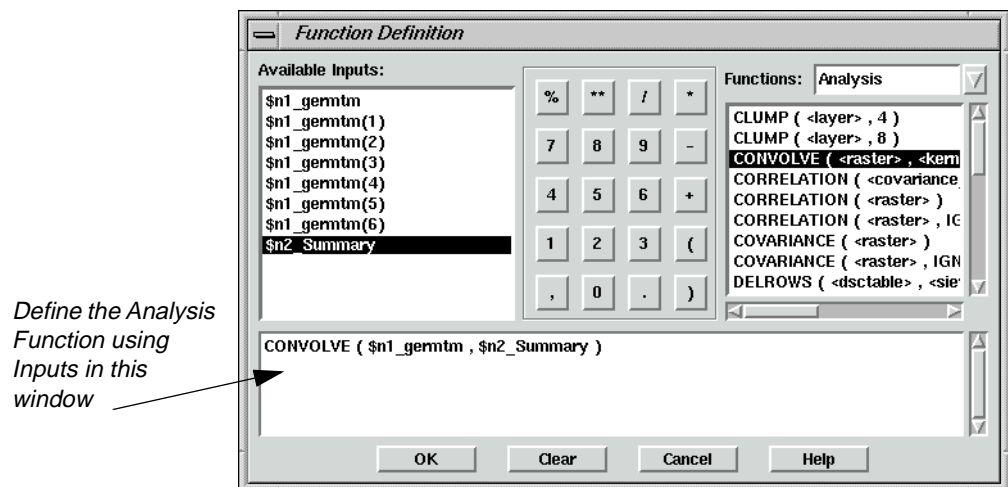 Function Definition
Available Inputs:
$n1_germtm
$n1_germtm(1)
$n1_germtm(2)
$n1_germtm(3)
$n1_germtm(4)
$n1_germtm(5)
$n1_germtm(6)
$n2_Summary
% ** / *
7 8 9 -
4 5 6 +
1 2 3 (
, 0 . )
Functions: Analysis
CLUMP ( <layer> , 4 )
CLUMP ( <layer> , 8 )
CONVOLVE ( <raster> , <kern
CORRELATION ( <covariance_
CORRELATION ( <raster> )
CORRELATION ( <raster> , IG
COVARIANCE ( <raster> )
COVARIANCE ( <raster> , IGN
DELROWS ( <dsctable> , <sie
Define the Analysis
Function using
Inputs in this
window
CONVOLVE ( $n1_germtm , $n2_Summary )
OK Clear Cancel Help